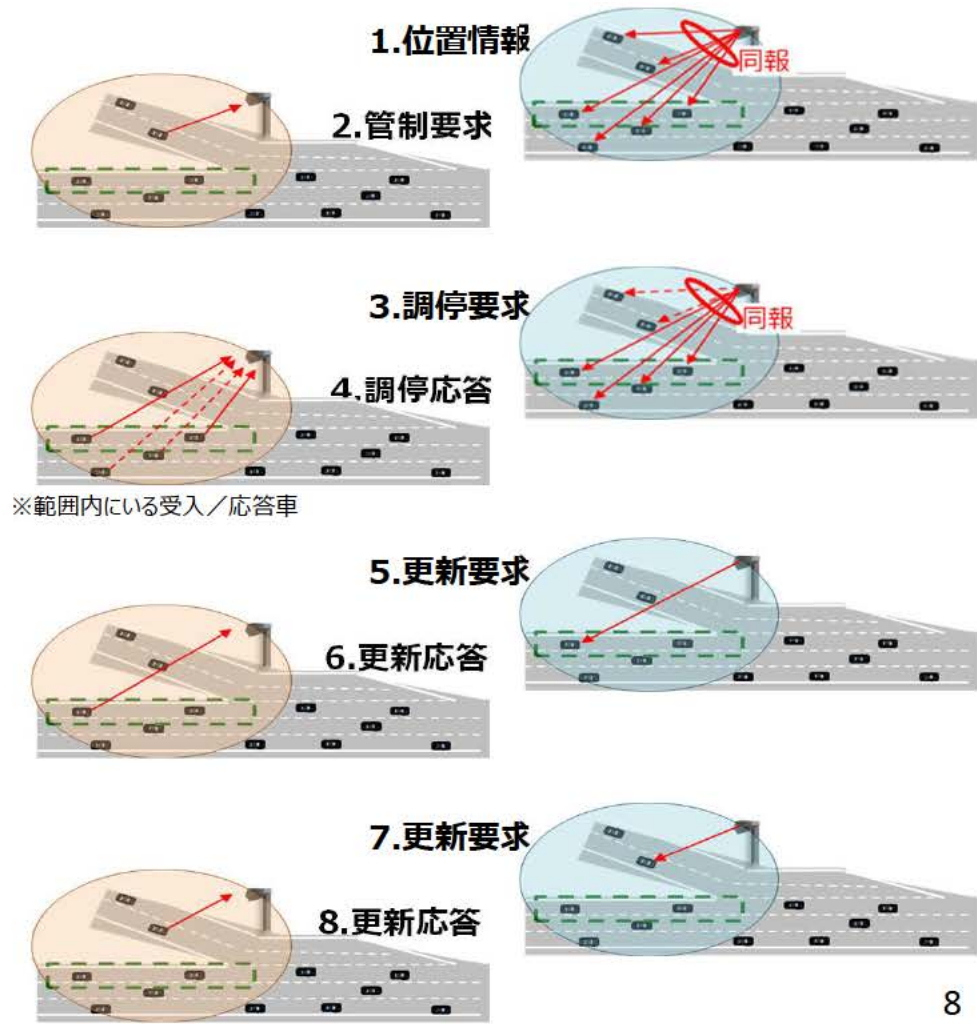 1.位置情報
同報
2.管制要求
3.調停要求
同報
4.調停応答
※範囲内にいる受入／応答車
5.更新要求
6.更新応答
7.更新要求
8.更新応答
8